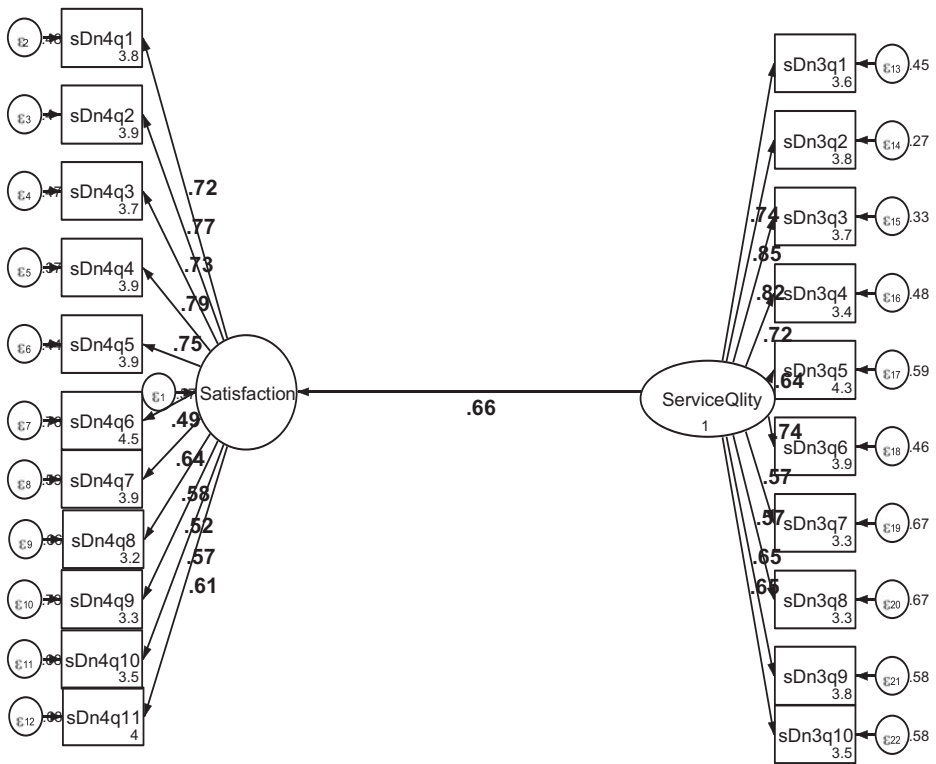 ε2
sDn4q1
3.8
ε3
sDn4q2
3.9
ε4
sDn4q3
3.7
ε5
sDn4q4
3.9
ε6
sDn4q5
3.9
ε7
sDn4q6
4.5
ε8
sDn4q7
3.9
ε9
sDn4q8
3.2
ε10
sDn4q9
3.3
ε11
sDn4q10
3.5
ε12
sDn4q11
4
.72
.77
.73
.79
.75
.49
.64
.58
.52
.57
.61
ε1
Satisfaction
.66
ServiceQlity
1
.74
.85
.82
.72
.64
.74
.57
.57
.65
.65
sDn3q1
3.6
ε13 .45
sDn3q2
3.8
ε14 .27
sDn3q3
3.7
ε15 .33
sDn3q4
3.4
ε16 .48
sDn3q5
4.3
ε17 .59
sDn3q6
3.9
ε18 .46
sDn3q7
3.3
ε19 .67
sDn3q8
3.3
ε20 .67
sDn3q9
3.8
ε21 .58
sDn3q10
3.5
ε22 .58